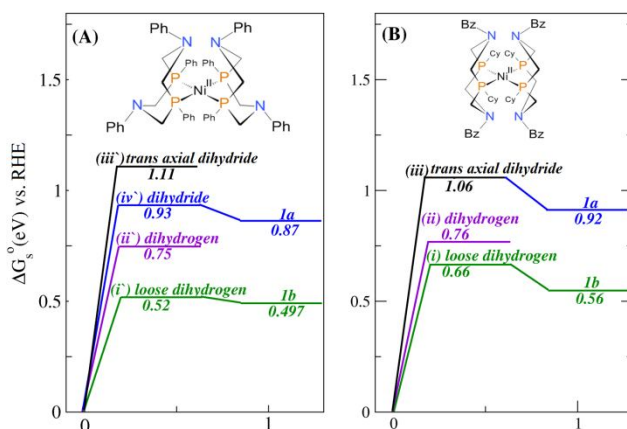 (A)
Ph
Ph
N
N
Ph
Ph
P
P
II
Ni
P
P
N
N
Ph
Ph
Ph
Ph
(iii`) trans axial dihydride
1.11
(iv`) dihydride
0.93
1a
0.87
(ii`) dihydrogen
0.75
(i`) loose dihydrogen
0.52
1b
0.497
1.5
1
0.5
0
0
1
ΔGsº (eV) vs. RHE
(B)
Bz
Bz
N
N
Cy
Cy
P
P
II
Ni
P
P
Cy
Cy
N
N
Bz
Bz
(iii) trans axial dihydride
1.06
1a
0.92
(ii) dihydrogen
0.76
(i) loose dihydrogen
0.66
1b
0.56
1.5
1
0.5
0
0
1